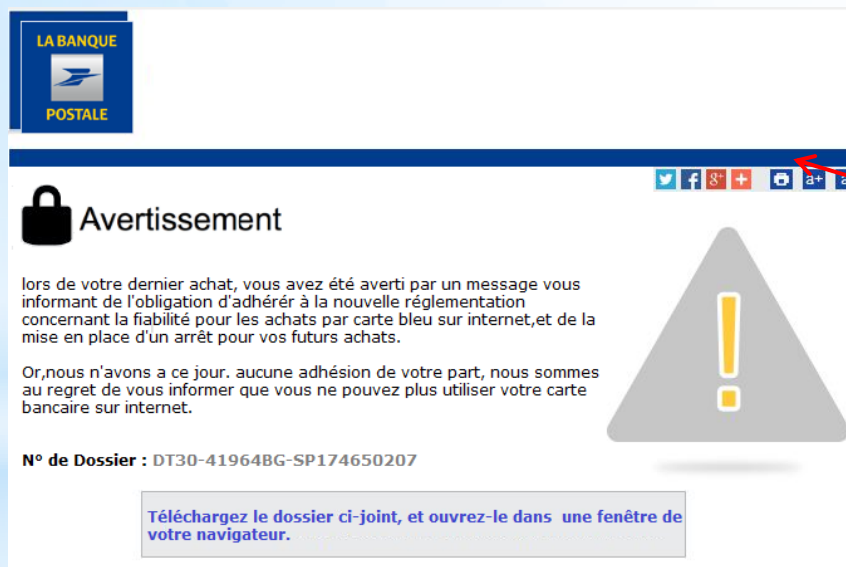 LA BANQUE
POSTALE
a+
Avertissement
lors de votre dernier achat, vous avez été averti par un message vous
informant de l'obligation d'adhérér à la nouvelle réglementation
concernant la fiabilité pour les achats par carte bleu sur internet,et de la
mise en place d'un arrêt pour vos futurs achats.
Or,nous n'avons a ce jour. aucune adhésion de votre part, nous sommes
au regret de vous informer que vous ne pouvez plus utiliser votre carte
bancaire sur internet.
N° de Dossier : DT30-41964BG-SP174650207
Téléchargez le dossier ci-joint, et ouvrez-le dans une fenêtre de
votre navigateur.